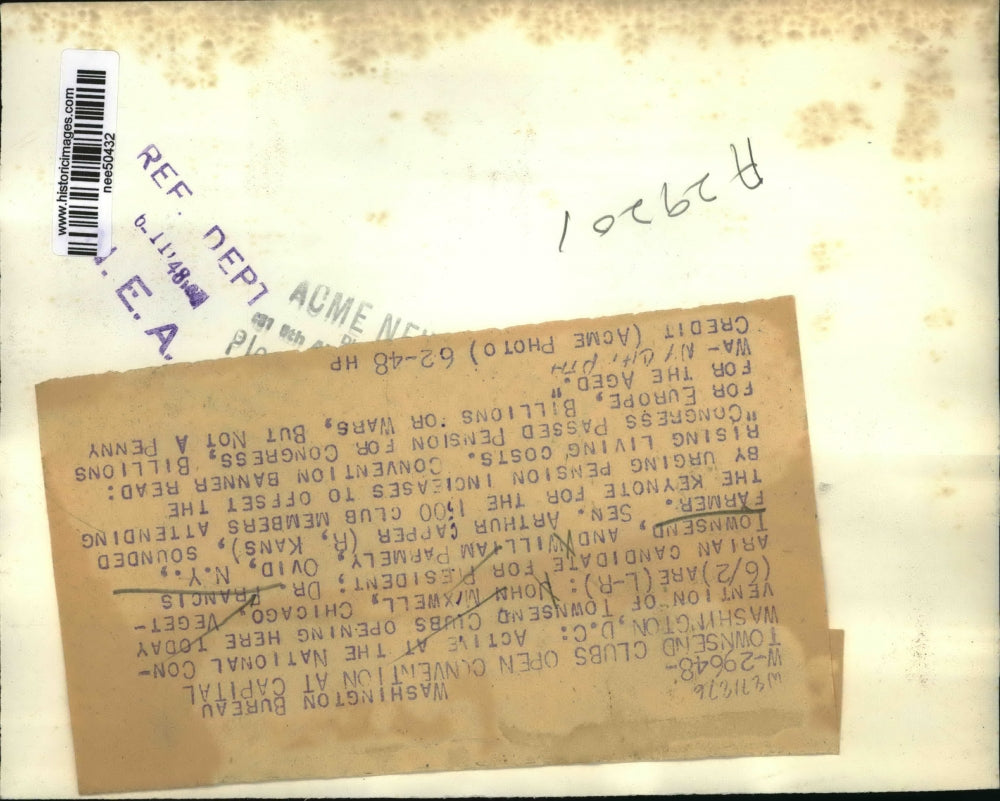 www.historicimages.com
nee50432
REF. DEPT
6-11'48
N. E. A.
A29201
ACME NEW
W-29648- WASHINGTON BUREAU
TOWNSEND CLUBS OPEN CONVENTION AT CAPITAL
WASHINGTON, D.C: ACTIVE AT THE NATIONAL CON-
VENTION OF TOWNSEND CLUBS OPENING HERE TODAY
(6/2) ARE (L-R): JOHN MAXWELL, CHICAGO, VEGET-
ARIAN CANDIDATE FOR PRESIDENT; DR. FRANCIS
TOWNSEND, AND WILLIAM PARMELY, OVID, N.Y.,
FARMER. SEN. ARTHUR CAPPER (R, KANS), SOUNDED
THE KEYNOTE FOR THE CLUB MEMBERS ATTENDING
BY URGING PENSION INCREASES TO OFFSET THE
RISING LIVING COSTS. CONVENTION BANNER READ:
"CONGRESS PASSED PENSION FOR CONGRESS, BILLIONS
FOR EUROPE, BILLIONS FOR WARS, BUT NOT A PENNY
FOR THE AGED."
WA- NY
CREDIT (ACME PHOTO) 62-48 HP